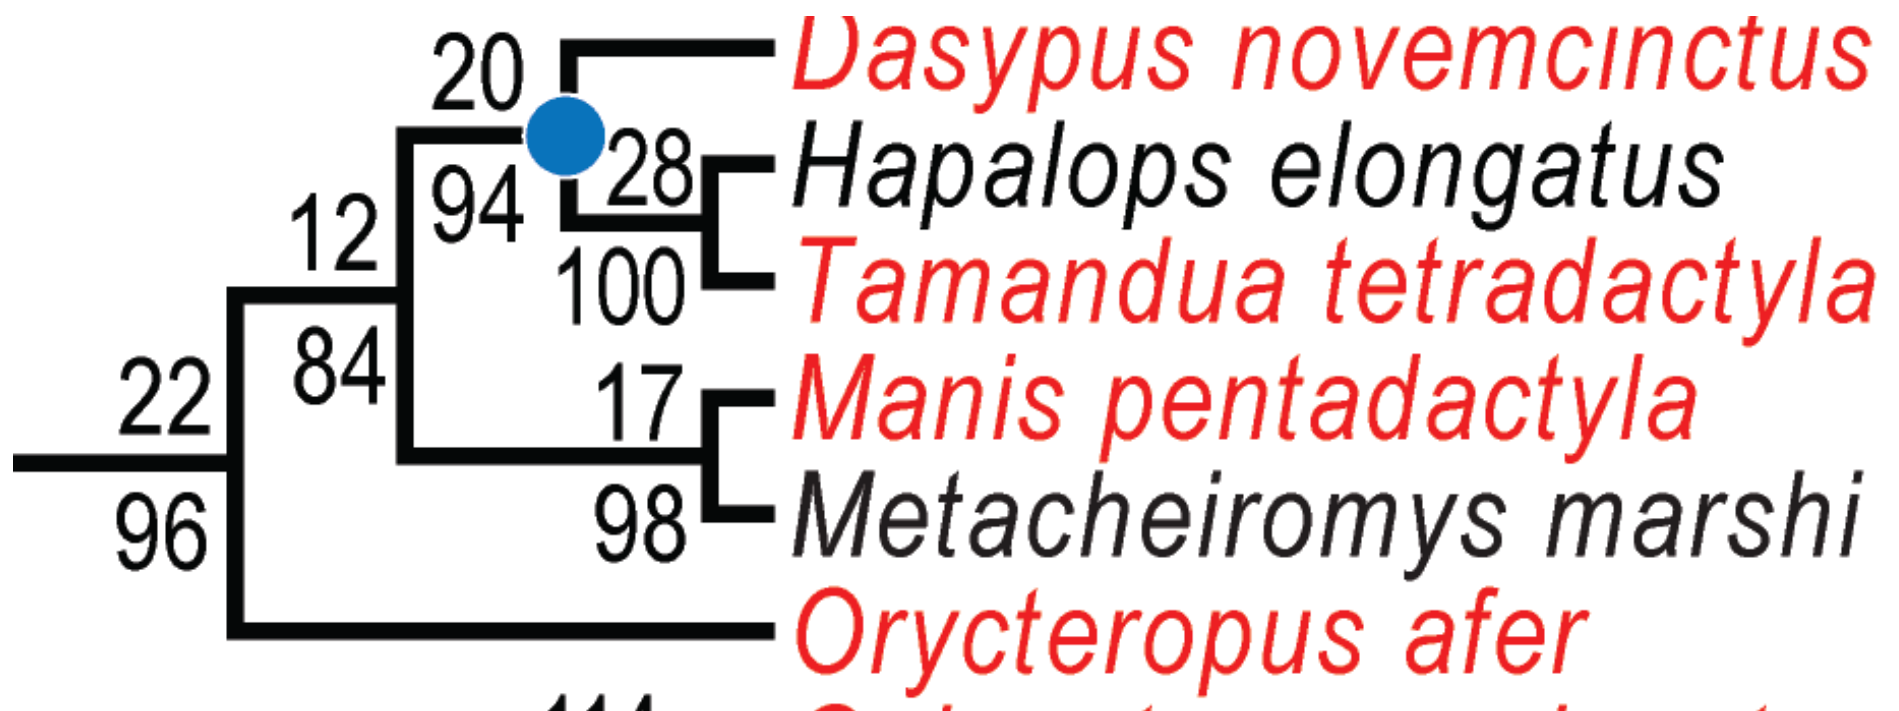 20 Dasypus novemcinctus
94 28 Hapalops elongatus
12
100 Tamandua tetradactyla
84
22 17 Manis pentadactyla
96 98 Metacheiromys marshi
Orycteropus afer